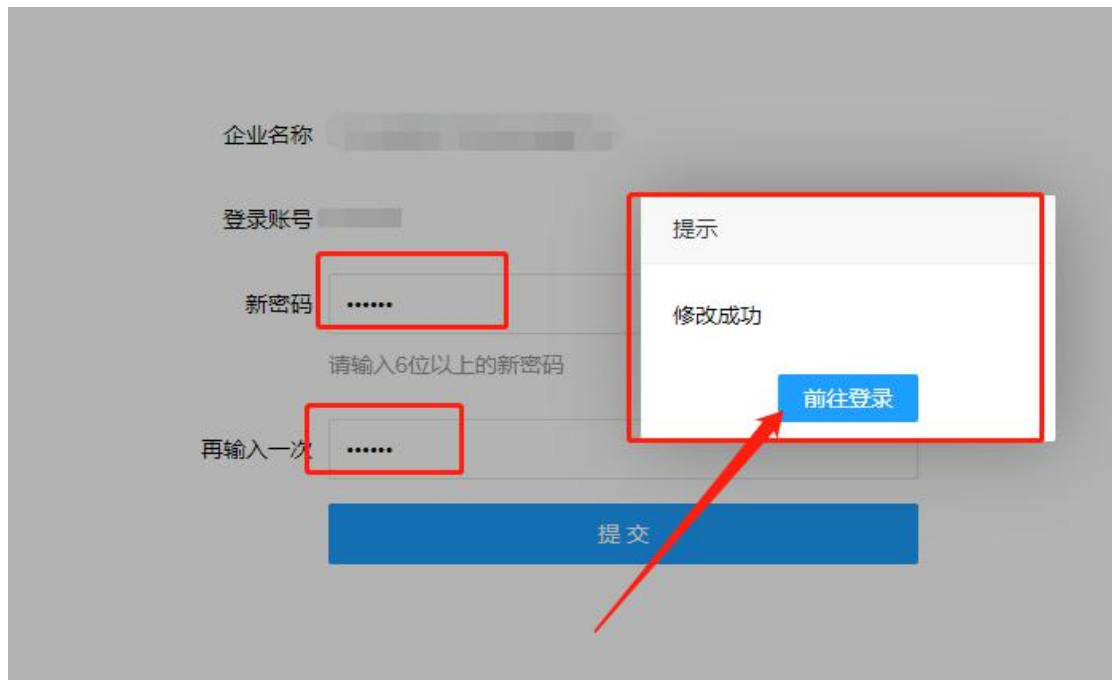 企业名称
登录账号
提示
新密码 ••••••
修改成功
请输入6位以上的新密码
前往登录
再输入一次 ••••••
提交